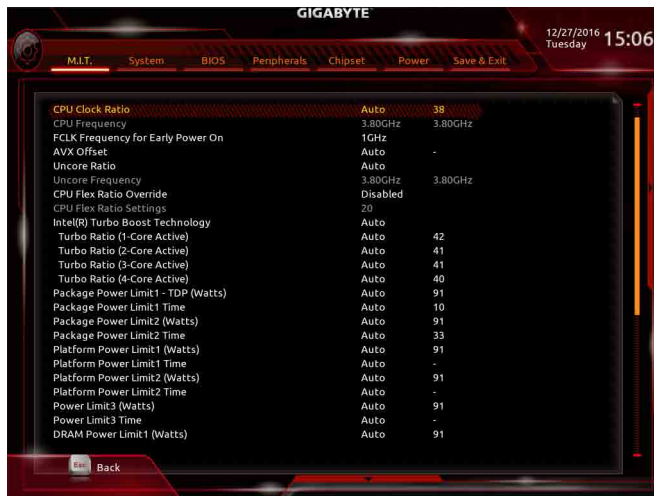 GIGABYTE
12/27/2016 Tuesday 15:06
M.I.T. System BIOS Peripherals Chipset Power Save & Exit
CPU Clock Ratio Auto 38
CPU Frequency 3.80GHz 3.80GHz
FCLK Frequency for Early Power On 1GHz
AVX Offset Auto -
Uncore Ratio Auto
Uncore Frequency 3.80GHz 3.80GHz
CPU Flex Ratio Override Disabled
CPU Flex Ratio Settings 20
Intel(R) Turbo Boost Technology Auto
Turbo Ratio (1-Core Active) Auto 42
Turbo Ratio (2-Core Active) Auto 41
Turbo Ratio (3-Core Active) Auto 41
Turbo Ratio (4-Core Active) Auto 40
Package Power Limit1 - TDP (Watts) Auto 91
Package Power Limit1 Time Auto 10
Package Power Limit2 (Watts) Auto 91
Package Power Limit2 Time Auto 33
Platform Power Limit1 (Watts) Auto 91
Platform Power Limit1 Time Auto -
Platform Power Limit2 (Watts) Auto 91
Platform Power Limit2 Time Auto -
Power Limit3 (Watts) Auto 91
Power Limit3 Time Auto -
DRAM Power Limit1 (Watts) Auto 91
Esc Back